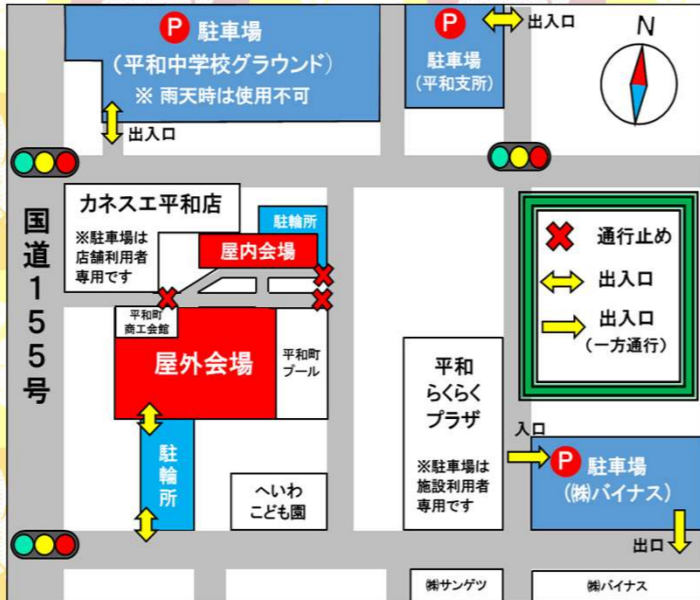 P 駐車場
(平和中学校グラウンド)
※ 雨天時は使用不可
出入口
P
駐車場
(平和支所)
出入口
N
国道155号
カネスエ平和店
※駐車場は
店舗利用者
専用です
駐輪所
屋内会場
平和町
商工会館
屋外会場
平和町
プール
駐輪所
へいわ
こども園
平和
らくらく
プラザ
※駐車場は
施設利用者
専用です
通行止め
出入口
出入口
(一方通行)
入口
P 駐車場
(㈱バイナス)
出口
㈱サンゲツ
㈱バイナス